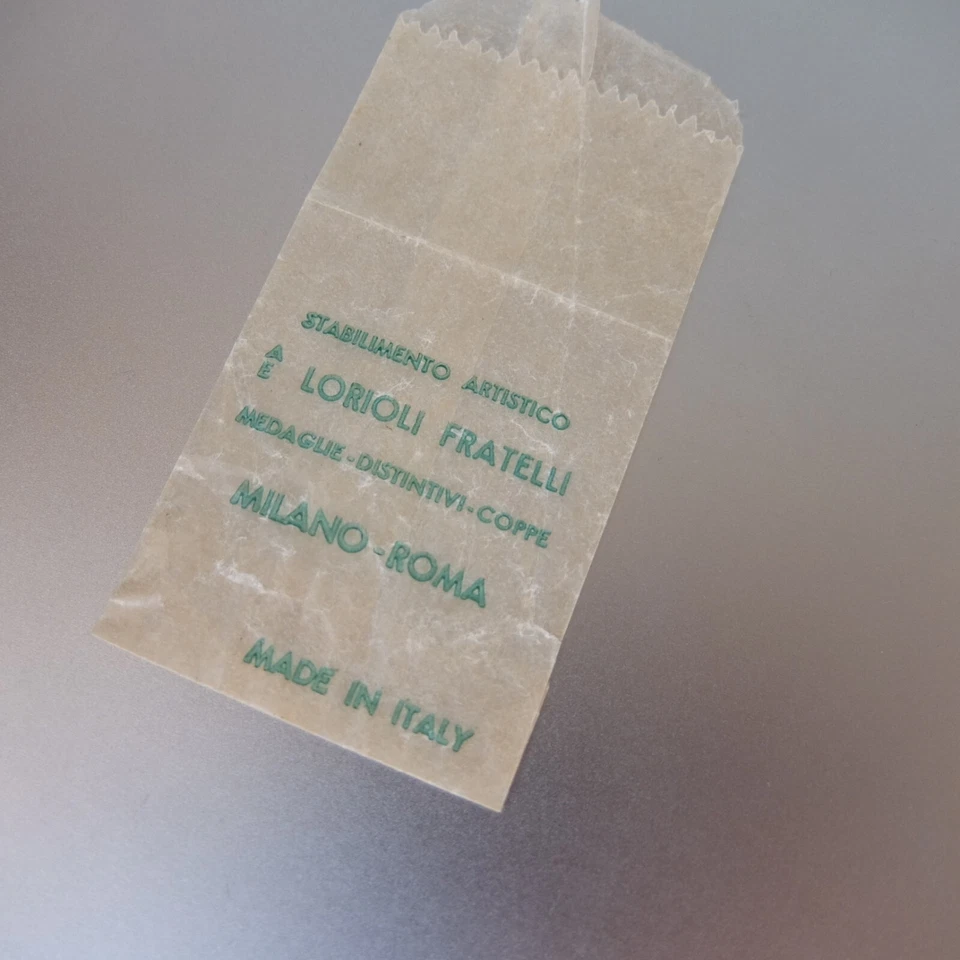 STABILIMENTO ARTISTICO
A E LORIOLI FRATELLI
MEDAGLIE-DISTINTIVI-COPPE
MILANO-ROMA
MADE IN ITALY